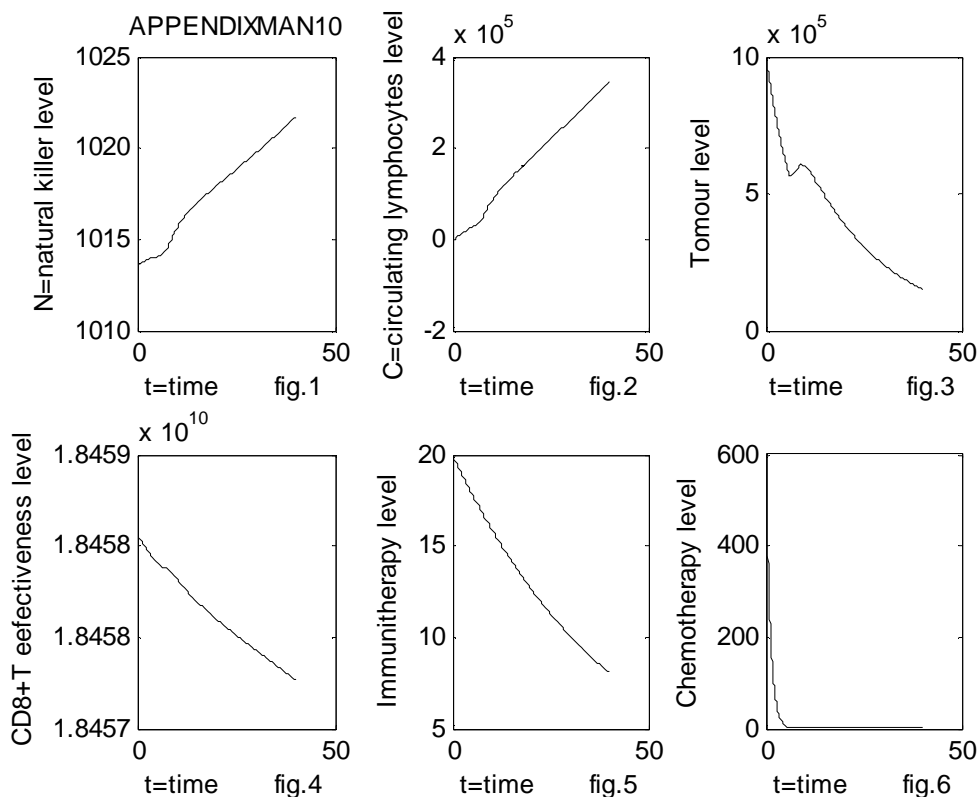 APPENDIXMAN10
N=natural killer level
1025
1020
1015
1010
0 50
t=time fig.1
x 10^5
C=circulating lymphocytes level
4
2
0
-2
0 50
t=time fig.2
x 10^5
Tomour level
10
5
0
0 50
t=time fig.3
x 10^10
CD8+T eefectiveness level
1.8459
1.8458
1.8458
1.8457
0 50
t=time fig.4
Immunitherapy level
20
15
10
5
0 50
t=time fig.5
Chemotherapy level
600
400
200
0
0 50
t=time fig.6